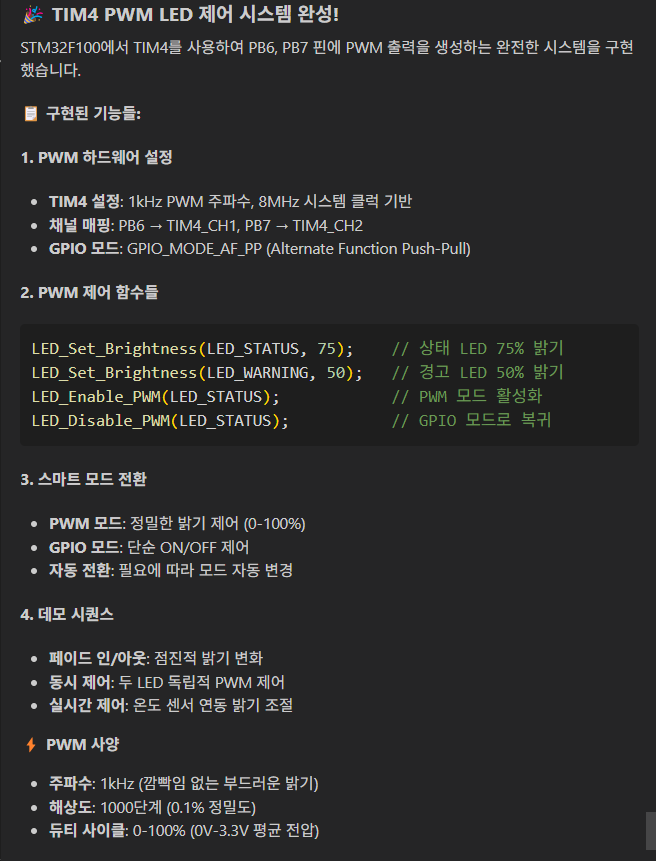 🎉 TIM4 PWM LED 제어 시스템 완성!
STM32F100에서 TIM4를 사용하여 PB6, PB7 핀에 PWM 출력을 생성하는 완전한 시스템을 구현
했습니다.
📋 구현된 기능들:
1. PWM 하드웨어 설정
• TIM4 설정: 1kHz PWM 주파수, 8MHz 시스템 클럭 기반
• 채널 매핑: PB6 → TIM4_CH1, PB7 → TIM4_CH2
• GPIO 모드: GPIO_MODE_AF_PP (Alternate Function Push-Pull)
2. PWM 제어 함수들
LED_Set_Brightness(LED_STATUS, 75);    // 상태 LED 75% 밝기
LED_Set_Brightness(LED_WARNING, 50);   // 경고 LED 50% 밝기
LED_Enable_PWM(LED_STATUS);            // PWM 모드 활성화
LED_Disable_PWM(LED_STATUS);           // GPIO 모드로 복귀
3. 스마트 모드 전환
• PWM 모드: 정밀한 밝기 제어 (0-100%)
• GPIO 모드: 단순 ON/OFF 제어
• 자동 전환: 필요에 따라 모드 자동 변경
4. 데모 시퀀스
• 페이드 인/아웃: 점진적 밝기 변화
• 동시 제어: 두 LED 독립적 PWM 제어
• 실시간 제어: 온도 센서 연동 밝기 조절
⚡ PWM 사양
• 주파수: 1kHz (깜빡임 없는 부드러운 밝기)
• 해상도: 1000단계 (0.1% 정밀도)
• 듀티 사이클: 0-100% (0V-3.3V 평균 전압)